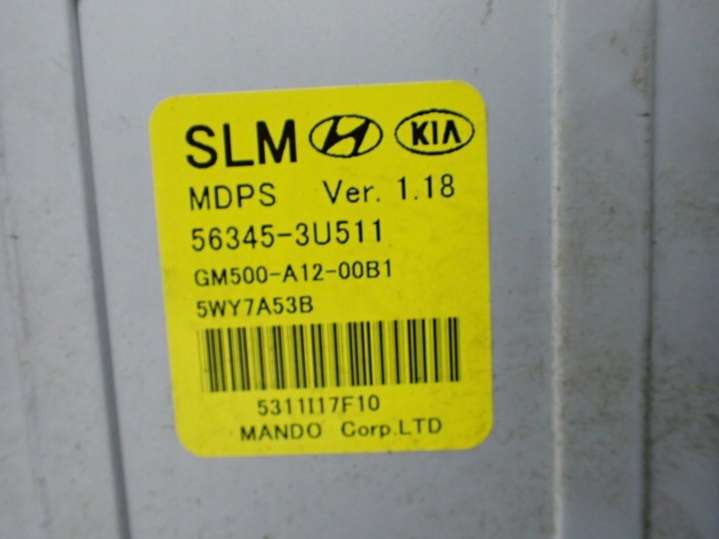 SLM KIA
MDPS Ver. 1.18
56345-3U511
GM500-A12-00B1
5WY7A53B
5311I17F10
MANDO Corp.LTD